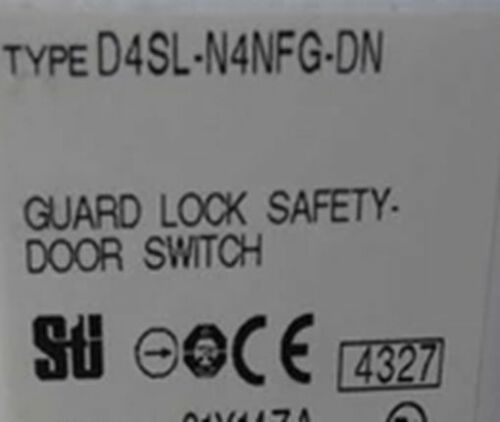 TYPE D4SL-N4NFG-DN
GUARD LOCK SAFETY-
DOOR SWITCH
Sti CE 4327